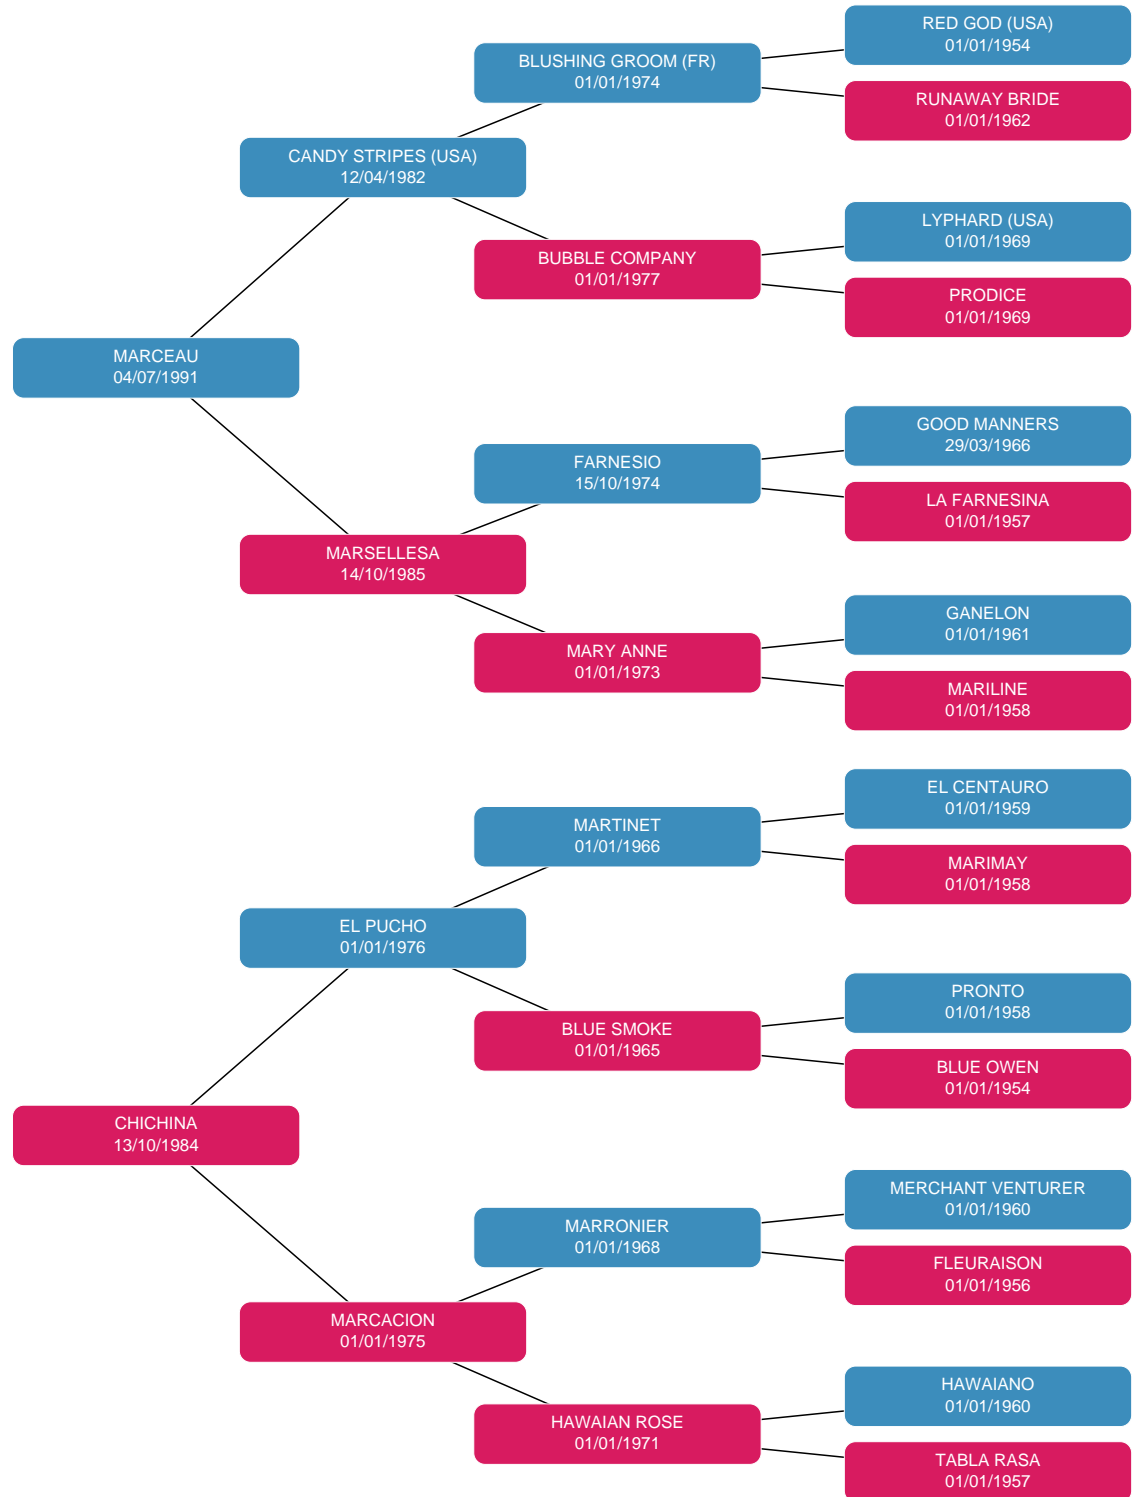 RED GOD (USA)
01/01/1954
BLUSHING GROOM (FR)
01/01/1974
RUNAWAY BRIDE
01/01/1962
CANDY STRIPES (USA)
12/04/1982
LYPHARD (USA)
01/01/1969
BUBBLE COMPANY
01/01/1977
PRODICE
01/01/1969
MARCEAU
04/07/1991
GOOD MANNERS
29/03/1966
FARNESIO
15/10/1974
LA FARNESINA
01/01/1957
MARSELLESA
14/10/1985
GANELON
01/01/1961
MARY ANNE
01/01/1973
MARILINE
01/01/1958
EL CENTAURO
01/01/1959
MARTINET
01/01/1966
MARIMAY
01/01/1958
EL PUCHO
01/01/1976
PRONTO
01/01/1958
BLUE SMOKE
01/01/1965
BLUE OWEN
01/01/1954
CHICHINA
13/10/1984
MERCHANT VENTURER
01/01/1960
MARRONIER
01/01/1968
FLEURAISON
01/01/1956
MARCACION
01/01/1975
HAWAIANO
01/01/1960
HAWAIAN ROSE
01/01/1971
TABLA RASA
01/01/1957